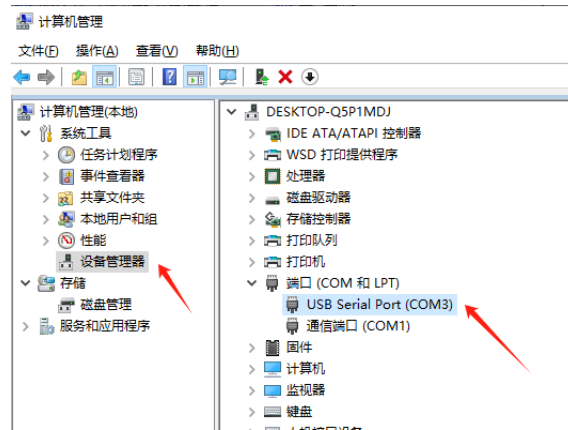 计算机管理
文件(F) 操作(A) 查看(V) 帮助(H)
计算机管理(本地)
系统工具
任务计划程序
事件查看器
共享文件夹
本地用户和组
性能
设备管理器
存储
磁盘管理
服务和应用程序
DESKTOP-Q5P1MDJ
IDE ATA/ATAPI 控制器
WSD 打印提供程序
处理器
磁盘驱动器
存储控制器
打印队列
打印机
端口 (COM 和 LPT)
USB Serial Port (COM3)
通信端口 (COM1)
固件
计算机
监视器
键盘